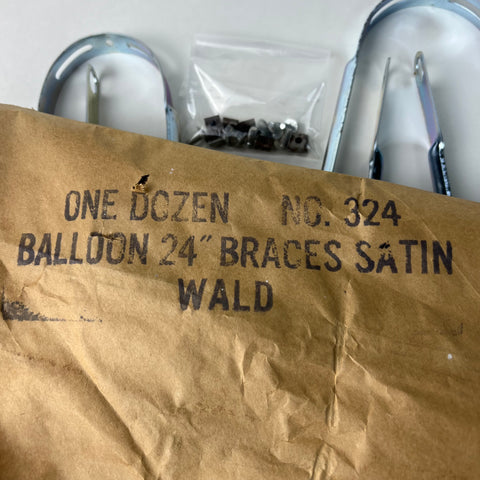 ONE DOZEN NO. 324
BALLOON 24" BRACES SATIN
WALD